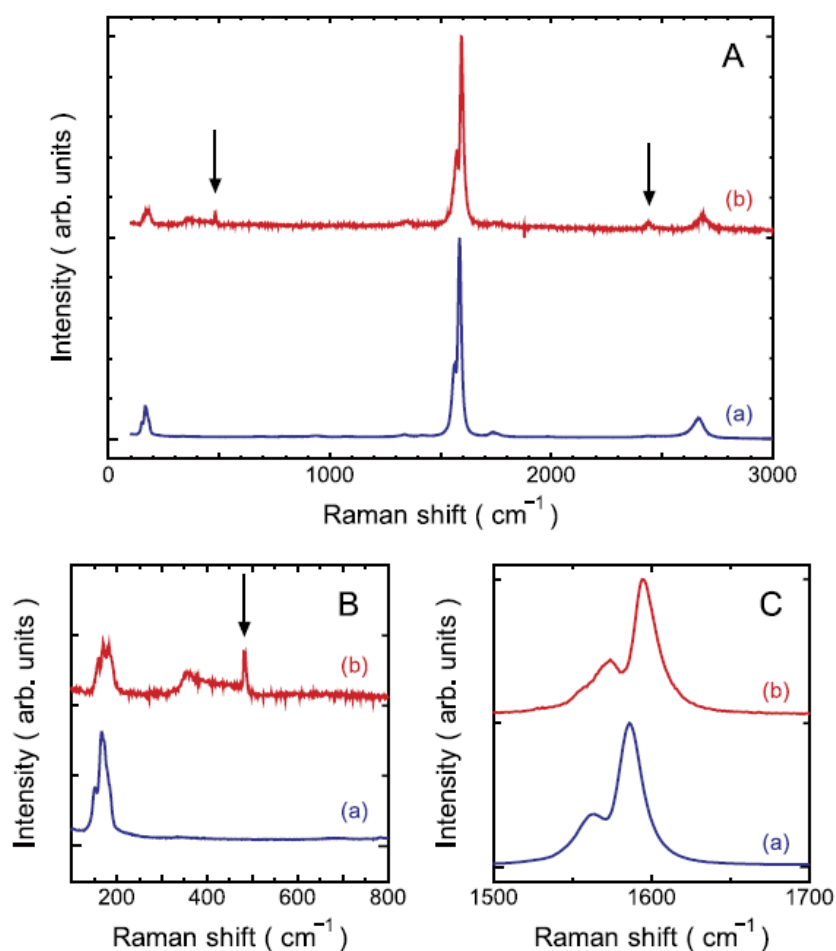 A
Intensity ( arb. units )
(b)
(a)
0 1000 2000 3000
Raman shift ( cm⁻¹ )
B
Intensity ( arb. units )
(b)
(a)
200 400 600 800
Raman shift ( cm⁻¹ )
C
Intensity ( arb. units )
(b)
(a)
1500 1600 1700
Raman shift ( cm⁻¹ )